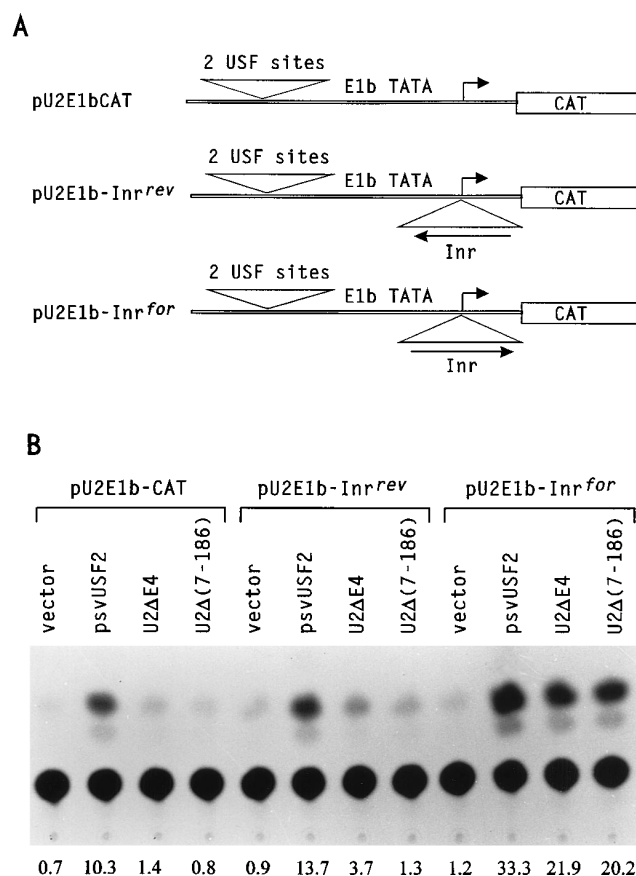 A
2 USF sites
pU2E1bCAT
E1b TATA
CAT
2 USF sites
pU2E1b-Inrrev
E1b TATA
CAT
Inr
2 USF sites
pU2E1b-Inrfor
E1b TATA
CAT
Inr
B
pU2E1b-CAT pU2E1b-Inrrev pU2E1b-Inrfor
vector psvUSF2 U2ΔE4 U2Δ(7-186) vector psvUSF2 U2ΔE4 U2Δ(7-186) vector psvUSF2 U2ΔE4 U2Δ(7-186)
0.7 10.3 1.4 0.8 0.9 13.7 3.7 1.3 1.2 33.3 21.9 20.2